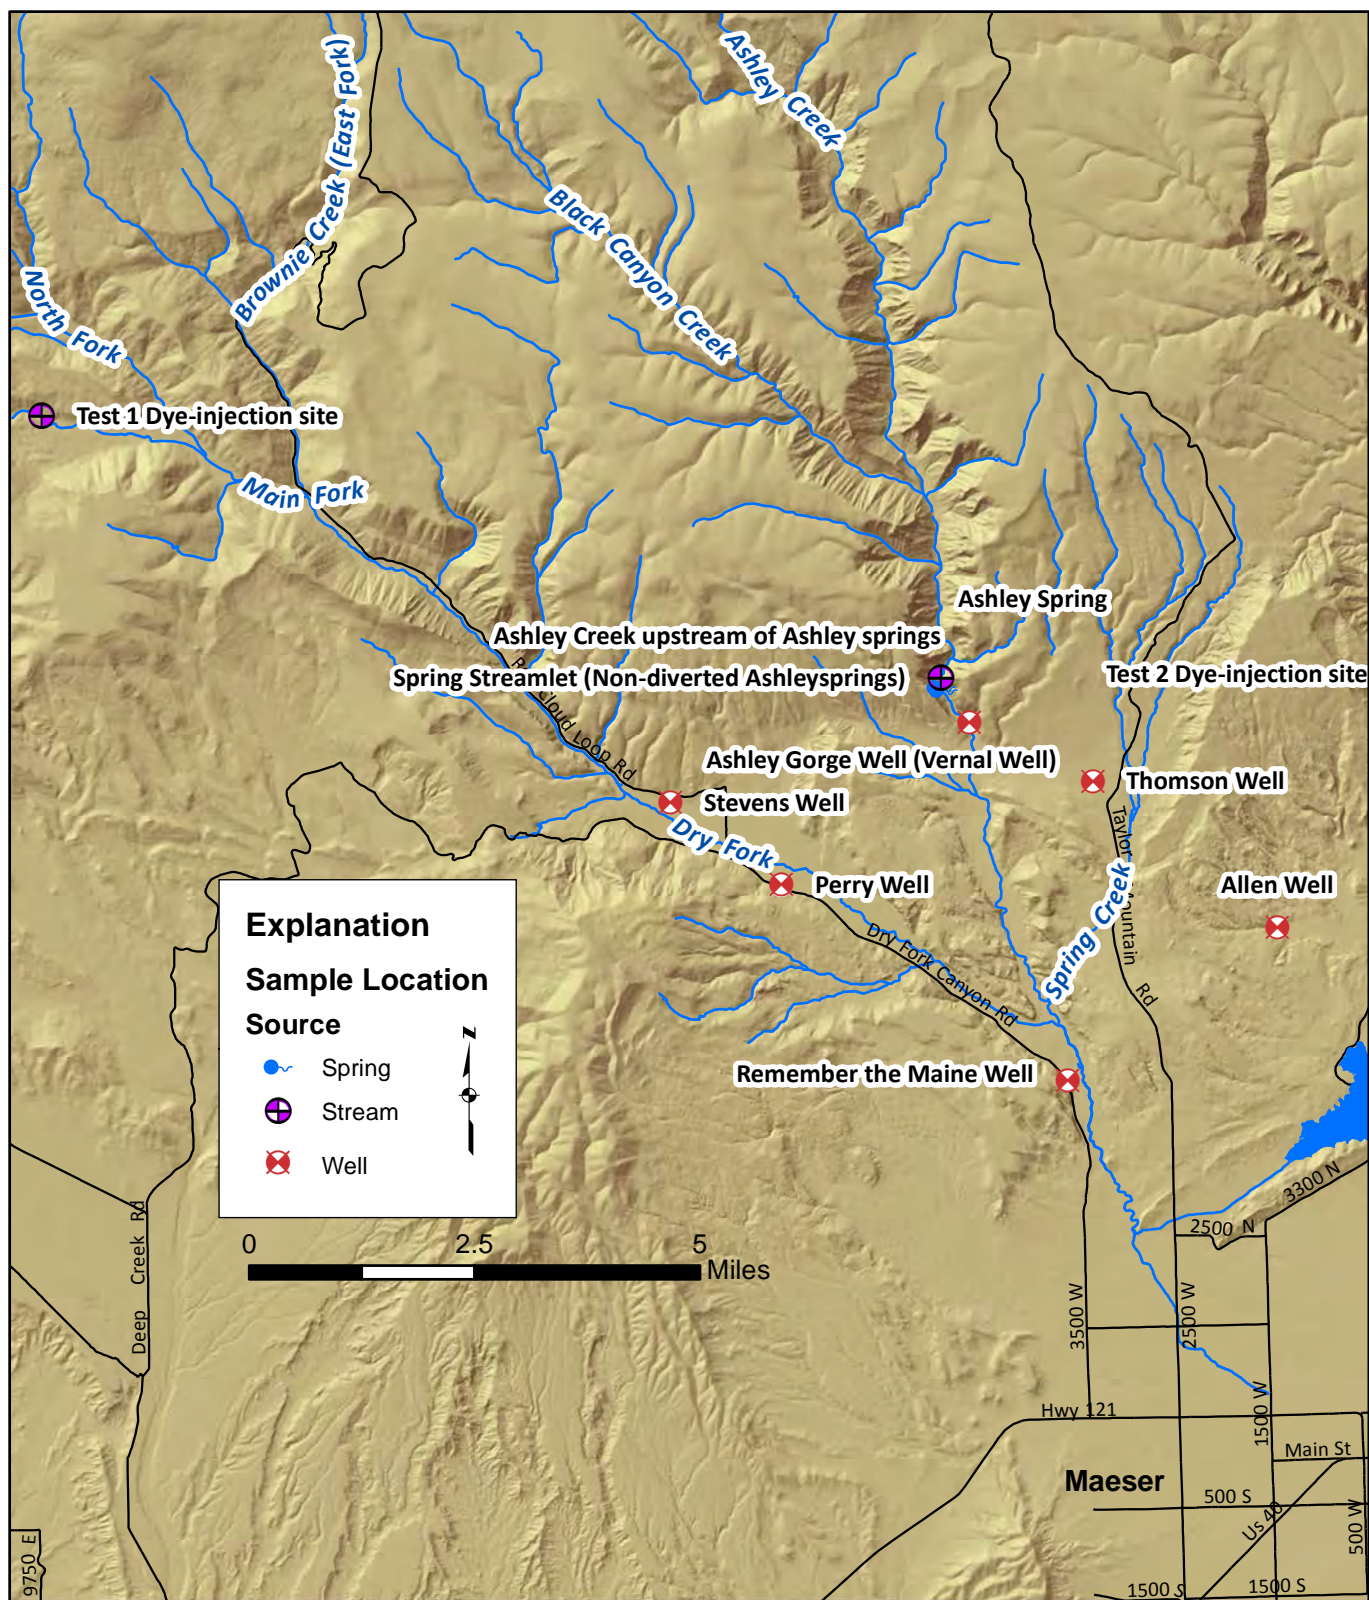 Ashley Creek
Brownie Creek (East Fork)
Black Canyon Creek
North Fork
Test 1 Dye-injection site
Main Fork
Ashley Spring
Ashley Creek upstream of Ashley springs
Spring Streamlet (Non-diverted Ashleysprings)
Test 2 Dye-injection site
Red Cloud Loop Rd
Ashley Gorge Well (Vernal Well)
Thomson Well
Stevens Well
Taylor Mountain Rd
Dry Fork
Perry Well
Allen Well
Spring Creek
Dry Fork Canyon Rd
Remember the Maine Well
Explanation
Sample Location
Source
Spring
Stream
Well
N
0 2.5 5
Miles
Deep Creek Rd
3300 N
2500 N
3500 W
2500 W
1500 W
Hwy 121
Main St
Maeser
500 S
Us 40
500 W
9750 E
1500 S
1500 S